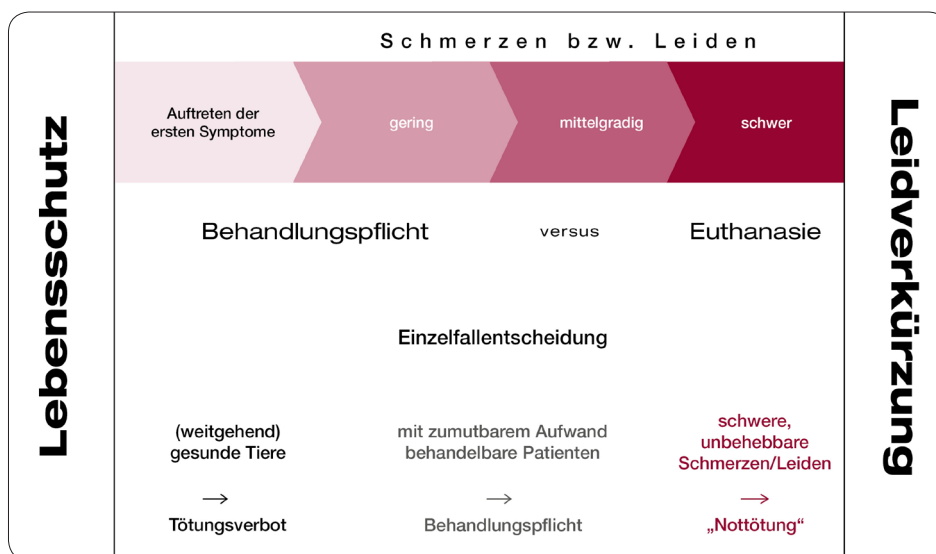 Lebensschutz
Schmerzen bzw. Leiden
Auftreten der
ersten Symptome
gering
mittelgradig
schwer
Behandlungspflicht
versus
Euthanasie
Einzelfallentscheidung
(weitgehend)
gesunde Tiere
→
Tötungsverbot
mit zumutbarem Aufwand
behandelbare Patienten
→
Behandlungspflicht
schwere,
unbehebbare
Schmerzen/Leiden
→
„Nottötung“
Leidverkürzung